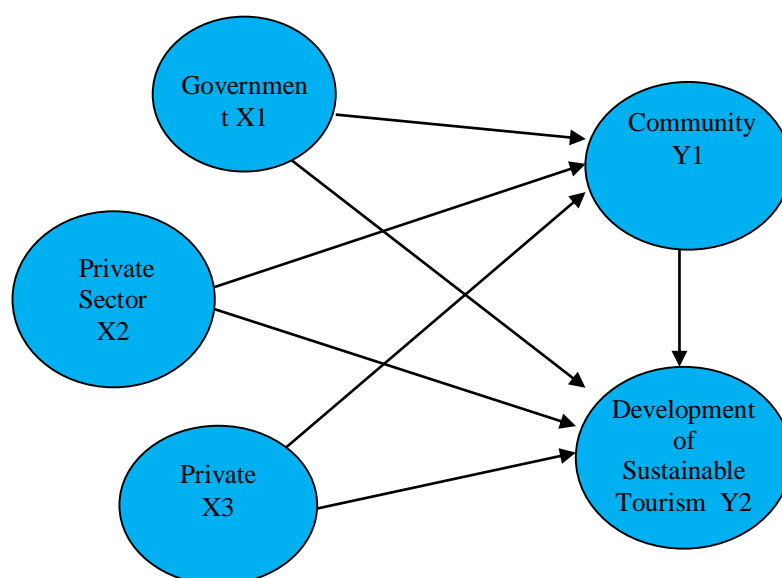 Governmen
t X1
Community
Y1
Private
Sector
X2
Development
of
Sustainable
Tourism Y2
Private
X3